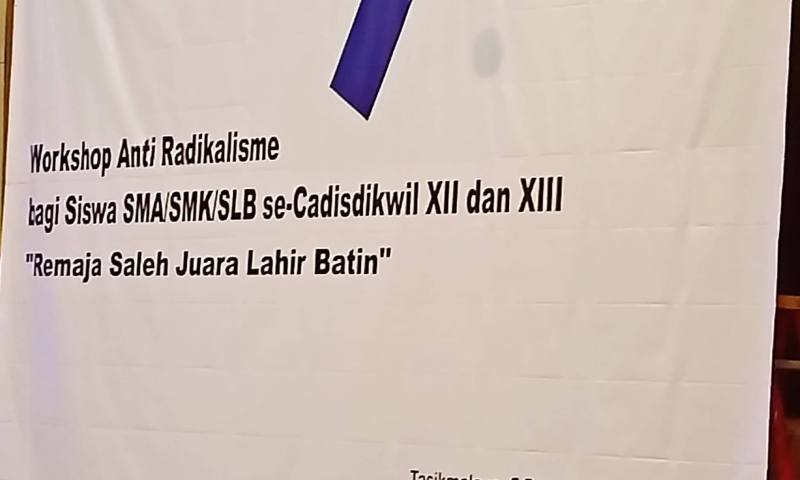 Workshop Anti Radikalisme
bagi Siswa SMA/SMK/SLB se-Cadisdikwil XII dan XIII
"Remaja Saleh Juara Lahir Batin"